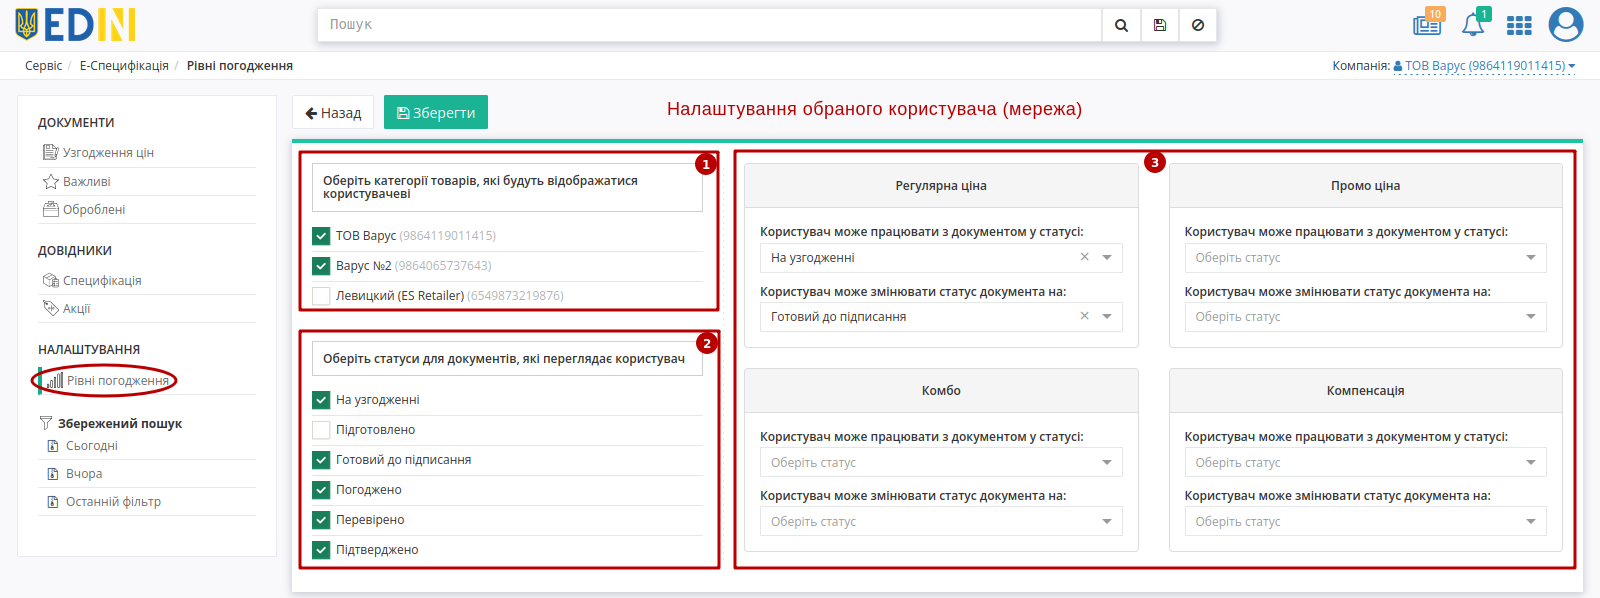 EDIN
Пошук
10
1
Сервіс / Е-Специфікація / Рівні погодження
Компанія: ТОВ Варус (9864119011415)
ДОКУМЕНТИ
Узгодження цін
Важливі
Оброблені
ДОВІДНИКИ
Специфікація
Акції
НАЛАШТУВАННЯ
Рівні погодження
Збережений пошук
Сьогодні
Вчора
Останній фільтр
Назад
Зберегти
Налаштування обраного користувача (мережа)
1
Оберіть категорії товарів, які будуть відображатися
користувачеві
ТОВ Варус (9864119011415)
Варус №2 (9864065737643)
Левицкий (ES Retailer) (6549873219876)
2
Оберіть статуси для документів, які переглядає користувач
На узгодженні
Підготовлено
Готовий до підписання
Погоджено
Перевірено
Підтверджено
3
Регулярна ціна
Користувач може працювати з документом у статусі:
На узгодженні
Користувач може змінювати статус документа на:
Готовий до підписання
Промо ціна
Користувач може працювати з документом у статусі:
Оберіть статус
Користувач може змінювати статус документа на:
Оберіть статус
Комбо
Користувач може працювати з документом у статусі:
Оберіть статус
Користувач може змінювати статус документа на:
Оберіть статус
Компенсація
Користувач може працювати з документом у статусі:
Оберіть статус
Користувач може змінювати статус документа на:
Оберіть статус